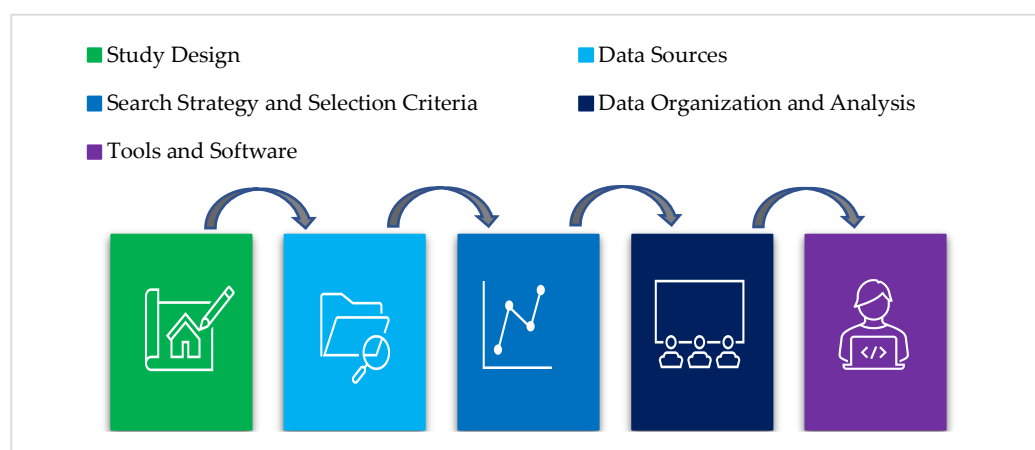 Study Design
Data Sources
Search Strategy and Selection Criteria
Data Organization and Analysis
Tools and Software
</>